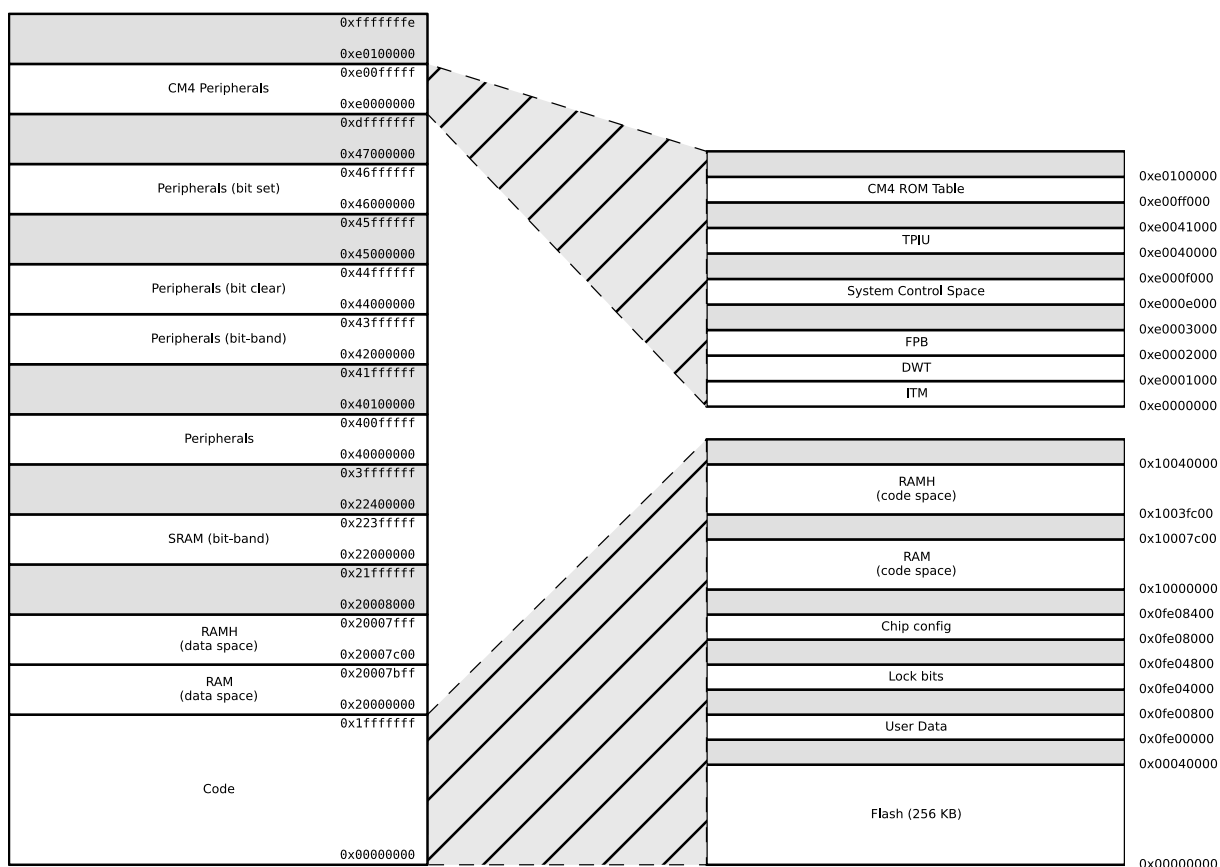 0xfffffffe
0xe0100000
0xe00fffff
CM4 Peripherals
0xe0000000
0xdfffffff
0x47000000
0x46ffffff
Peripherals (bit set)
0x46000000
0x45ffffff
0x45000000
0x44ffffff
Peripherals (bit clear)
0x44000000
0x43ffffff
Peripherals (bit-band)
0x42000000
0x41ffffff
0x40100000
0x400fffff
Peripherals
0x40000000
0x3fffffff
0x22400000
0x223fffff
SRAM (bit-band)
0x22000000
0x21ffffff
0x20008000
0x20007fff
RAMH
(data space)
0x20007c00
0x20007bff
RAM
(data space)
0x20000000
0x1fffffff
Code
0x00000000
0xe0100000
CM4 ROM Table
0xe00ff000
0xe0041000
TPIU
0xe0040000
0xe000f000
System Control Space
0xe000e000
0xe0003000
FPB
0xe0002000
DWT
0xe0001000
ITM
0xe0000000
0x10040000
RAMH
(code space)
0x1003fc00
0x10007c00
RAM
(code space)
0x10000000
0x0fe08400
Chip config
0x0fe08000
0x0fe04800
Lock bits
0x0fe04000
0x0fe00800
User Data
0x0fe00000
0x00040000
Flash (256 KB)
0x00000000